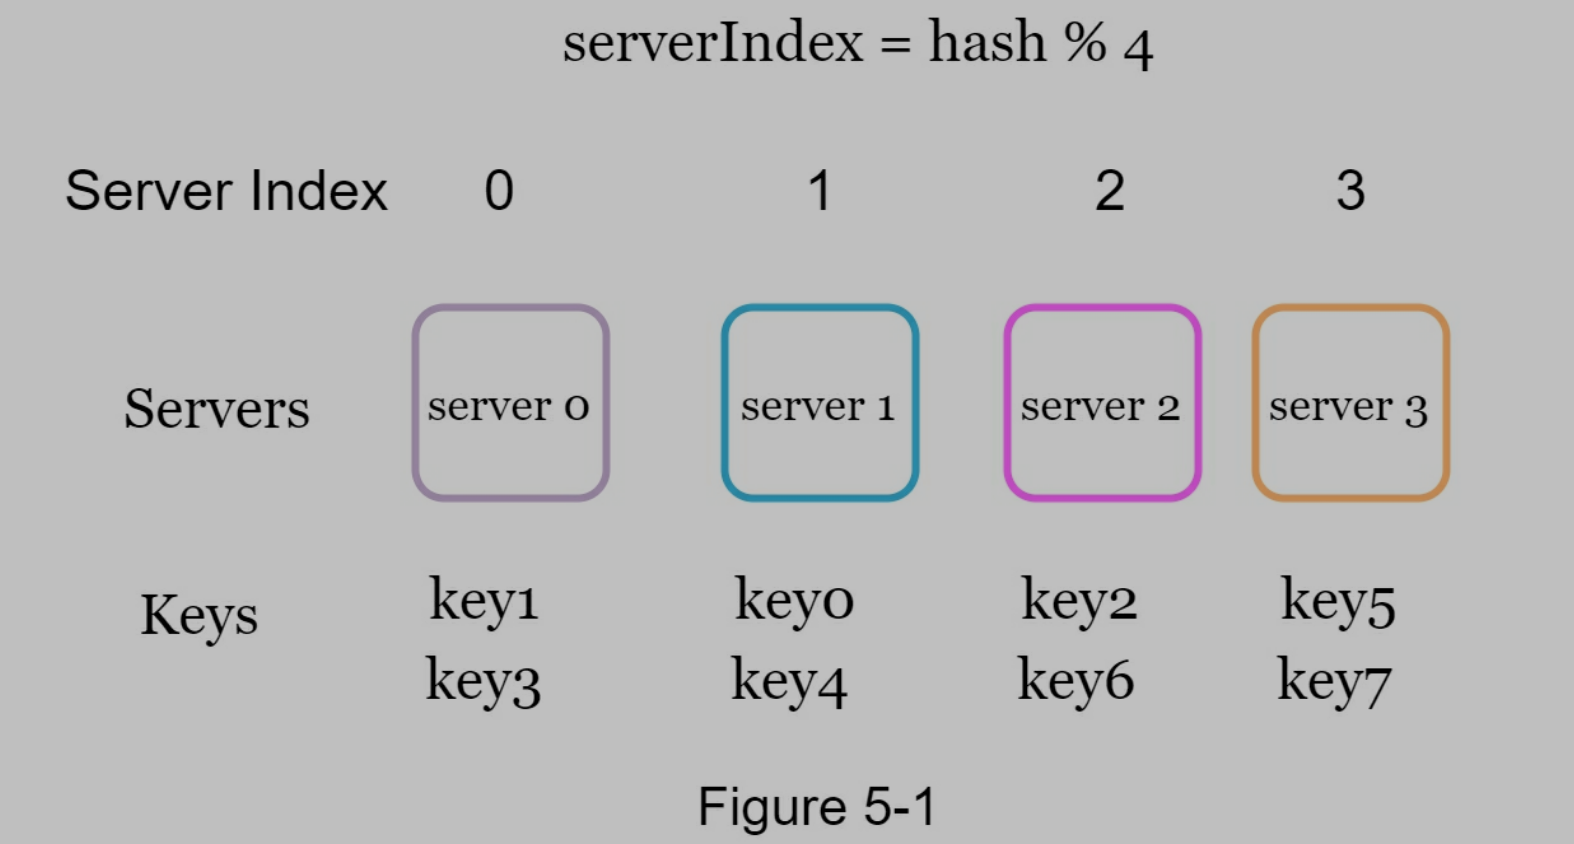 serverIndex = hash % 4
Server Index 0 1 2 3
Servers server 0 server 1 server 2 server 3
Keys key1 key0 key2 key5
key3 key4 key6 key7
Figure 5-1